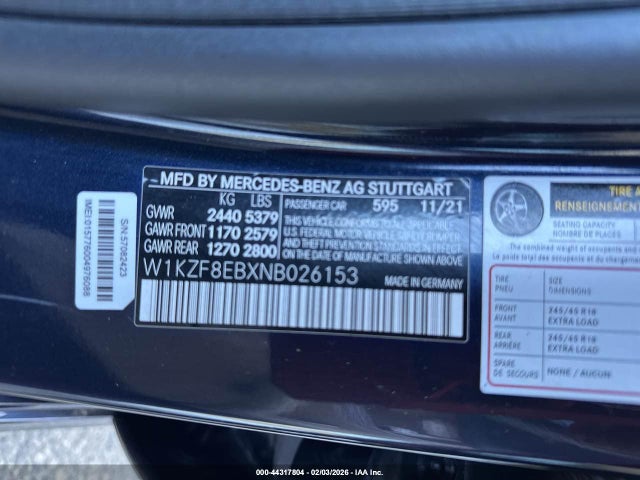 MFD BY MERCEDES-BENZ AG STUTTGART
KG LBS
PASSENGER CAR 595 11/21
GVWR 2440 5379
GAWR FRONT 1170 2579
GAWR REAR 1270 2800
THIS VEHICLE CONFORMS TO ALL APPLICABLE
FEDERAL MOTOR VEHICLE SAFETY, BUMPER, AND
THEFT PREVENTION STANDARDS IN EFFECT
ON THE DATE OF MANUFACTURE SHOWN ABOVE.
W1KZF8EBXNB026153
MADE IN GERMANY
IMEI:015776004976088
S/N:57082423
TIRE A
RENSEIGNEMENT
SEATING CAPACITY
NOMBRE DE PLACES
SIZE
DIMENSIONS
FRONT
AVANT
245/45 R18
EXTRA LOAD
REAR
ARRIÈRE
245/45 R18
EXTRA LOAD
SPARE
DE SECOURS
NONE / AUCUN
000-44317804 - 02/03/2026 - IAA Inc.